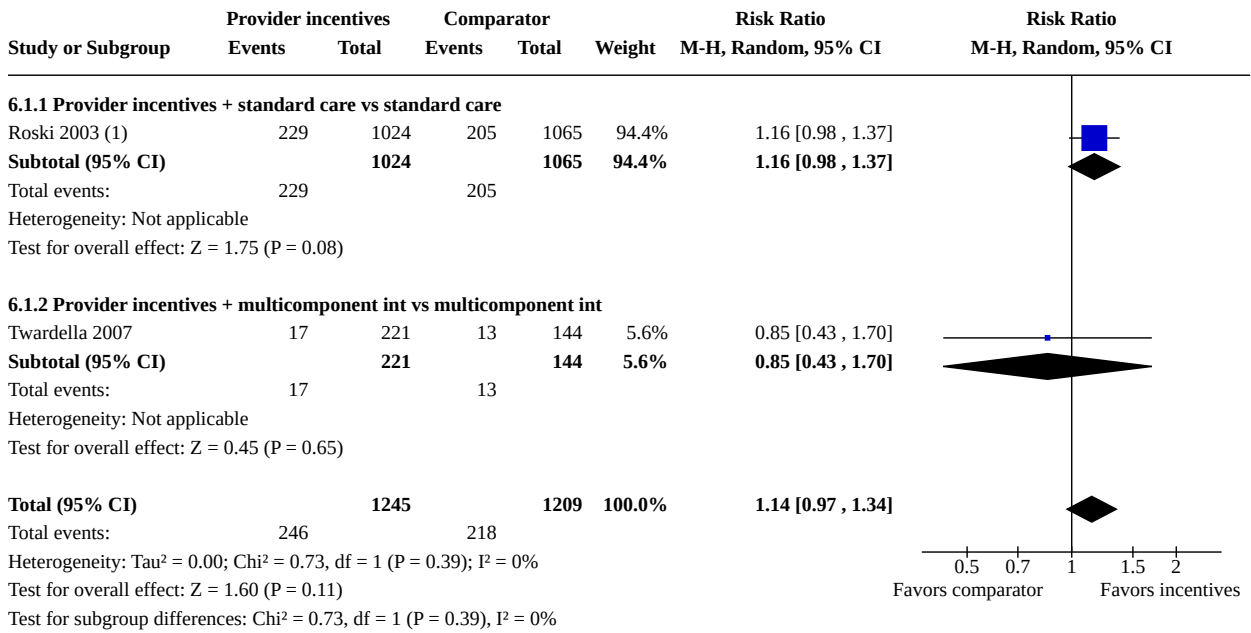 Provider incentives Comparator Risk Ratio Risk Ratio
Study or Subgroup Events Total Events Total Weight M-H, Random, 95% CI M-H, Random, 95% CI
6.1.1 Provider incentives + standard care vs standard care
Roski 2003 (1) 229 1024 205 1065 94.4% 1.16 [0.98 , 1.37]
Subtotal (95% CI) 1024 1065 94.4% 1.16 [0.98 , 1.37]
Total events: 229 205
Heterogeneity: Not applicable
Test for overall effect: Z = 1.75 (P = 0.08)
6.1.2 Provider incentives + multicomponent int vs multicomponent int
Twardella 2007 17 221 13 144 5.6% 0.85 [0.43 , 1.70]
Subtotal (95% CI) 221 144 5.6% 0.85 [0.43 , 1.70]
Total events: 17 13
Heterogeneity: Not applicable
Test for overall effect: Z = 0.45 (P = 0.65)
Total (95% CI) 1245 1209 100.0% 1.14 [0.97 , 1.34]
Total events: 246 218
Heterogeneity: Tau² = 0.00; Chi² = 0.73, df = 1 (P = 0.39); I² = 0%
Test for overall effect: Z = 1.60 (P = 0.11)
Test for subgroup differences: Chi² = 0.73, df = 1 (P = 0.39), I² = 0%
0.5 0.7 1 1.5 2
Favors comparator Favors incentives